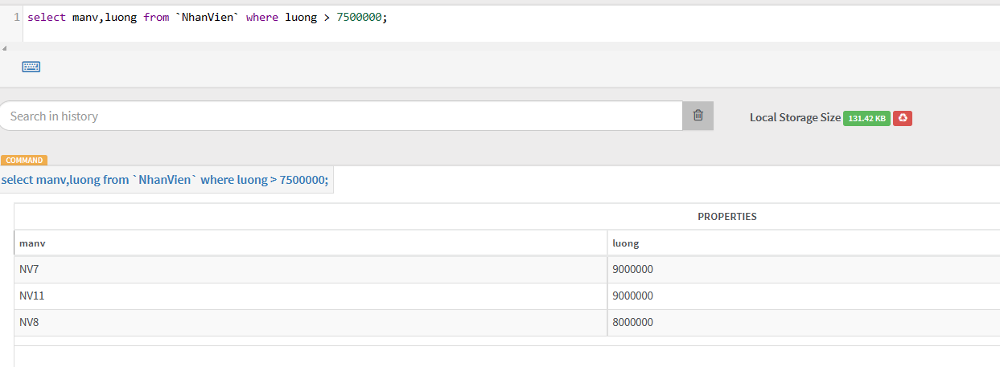 1 select manv,luong from `NhanVien` where luong > 7500000;
Search in history
Local Storage Size 131.42 KB
COMMAND
select manv,luong from `NhanVien` where luong > 7500000;
PROPERTIES
manv luong
NV7 9000000
NV11 9000000
NV8 8000000